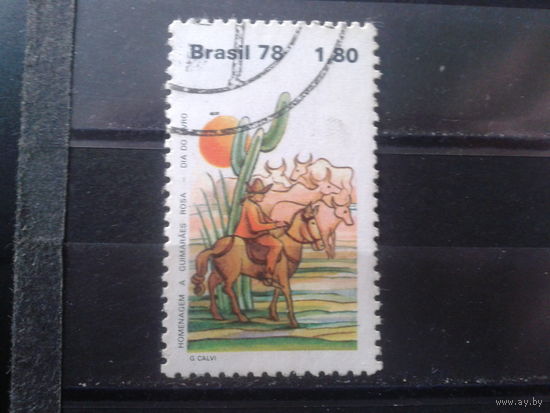 Brasil 78 1,80
HOMENAGEM A GUIMARÃES ROSA — DIA DO LIVRO
G. CALVI
www.ay.by